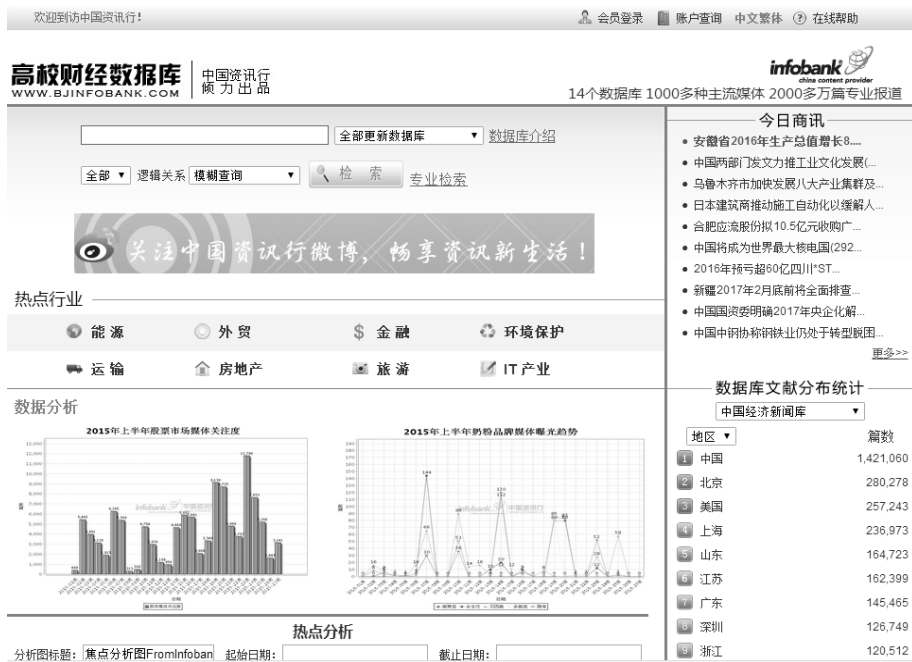 欢迎到访中国资讯行！
会员登录 账户查询 中文繁体 在线帮助
高校财经数据库
WWW.BJINFOBANK.COM
中国资讯行
倾力出品
infobank
china content provider
14个数据库 1000多种主流媒体 2000多万篇专业报道
全部更新数据库 数据库介绍
全部 逻辑关系 模糊查询 检 索 专业检索
关注中国资讯行微博，畅享资讯新生活！
热点行业
能源 外贸 金融 环境保护
运输 房地产 旅游 IT产业
数据分析
2015年上半年股票市场媒体关注度
2015年上半年奶粉品牌媒体曝光趋势
热点分析
分析图标题: 焦点分析图FromInfoban 起始日期: 截止日期:
今日商讯
安徽省2016年生产总值增长8....
中国两部门发文力推工业文化发展(...
乌鲁木齐市加快发展八大产业集群及...
日本建筑商推动施工自动化以缓解人...
合肥应流股份拟10.5亿元收购广...
中国将成为世界最大核电国(292...
2016年预亏超60亿四川*ST...
新疆2017年2月底前将全面排查...
中国国资委明确2017年央企化解...
中国中钢协称钢铁业仍处于转型脱困...
更多>>
数据库文献分布统计
中国经济新闻库
地区 篇数
1 中国 1,421,060
2 北京 280,278
3 美国 257,243
4 上海 236,973
5 山东 164,723
6 江苏 162,399
7 广东 145,465
8 深圳 126,749
9 浙江 120,512